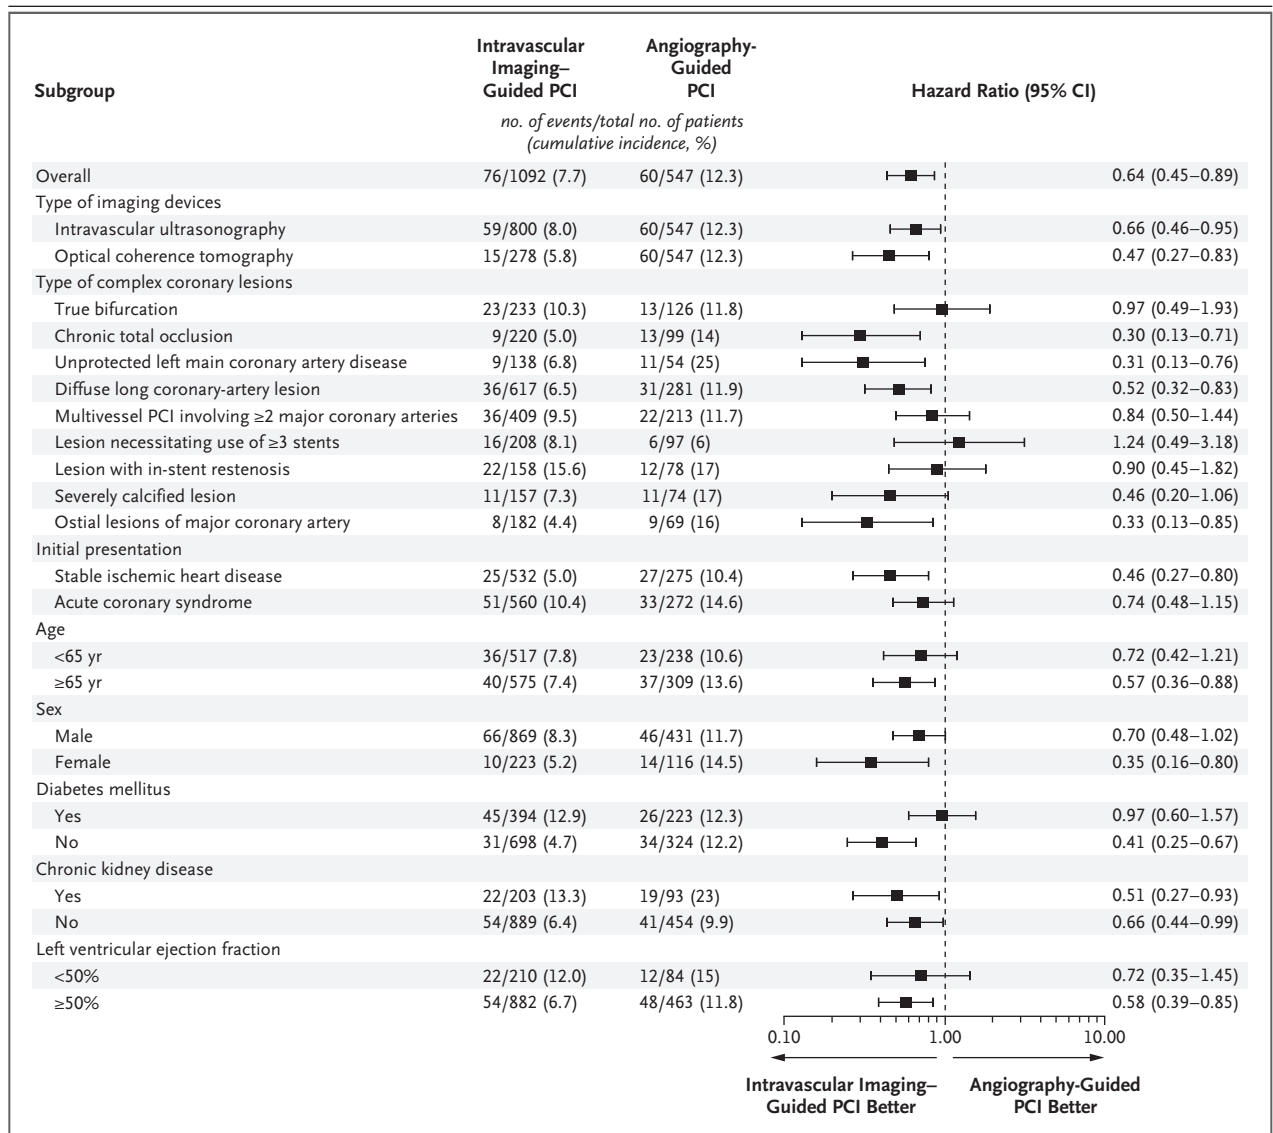 Subgroup
Intravascular
Imaging–
Guided PCI
Angiography-
Guided
PCI
Hazard Ratio (95% CI)
no. of events/total no. of patients
(cumulative incidence, %)
Overall 76/1092 (7.7) 60/547 (12.3) 0.64 (0.45–0.89)
Type of imaging devices
Intravascular ultrasonography 59/800 (8.0) 60/547 (12.3) 0.66 (0.46–0.95)
Optical coherence tomography 15/278 (5.8) 60/547 (12.3) 0.47 (0.27–0.83)
Type of complex coronary lesions
True bifurcation 23/233 (10.3) 13/126 (11.8) 0.97 (0.49–1.93)
Chronic total occlusion 9/220 (5.0) 13/99 (14) 0.30 (0.13–0.71)
Unprotected left main coronary artery disease 9/138 (6.8) 11/54 (25) 0.31 (0.13–0.76)
Diffuse long coronary-artery lesion 36/617 (6.5) 31/281 (11.9) 0.52 (0.32–0.83)
Multivessel PCI involving ≥2 major coronary arteries 36/409 (9.5) 22/213 (11.7) 0.84 (0.50–1.44)
Lesion necessitating use of ≥3 stents 16/208 (8.1) 6/97 (6) 1.24 (0.49–3.18)
Lesion with in-stent restenosis 22/158 (15.6) 12/78 (17) 0.90 (0.45–1.82)
Severely calcified lesion 11/157 (7.3) 11/74 (17) 0.46 (0.20–1.06)
Ostial lesions of major coronary artery 8/182 (4.4) 9/69 (16) 0.33 (0.13–0.85)
Initial presentation
Stable ischemic heart disease 25/532 (5.0) 27/275 (10.4) 0.46 (0.27–0.80)
Acute coronary syndrome 51/560 (10.4) 33/272 (14.6) 0.74 (0.48–1.15)
Age
<65 yr 36/517 (7.8) 23/238 (10.6) 0.72 (0.42–1.21)
≥65 yr 40/575 (7.4) 37/309 (13.6) 0.57 (0.36–0.88)
Sex
Male 66/869 (8.3) 46/431 (11.7) 0.70 (0.48–1.02)
Female 10/223 (5.2) 14/116 (14.5) 0.35 (0.16–0.80)
Diabetes mellitus
Yes 45/394 (12.9) 26/223 (12.3) 0.97 (0.60–1.57)
No 31/698 (4.7) 34/324 (12.2) 0.41 (0.25–0.67)
Chronic kidney disease
Yes 22/203 (13.3) 19/93 (23) 0.51 (0.27–0.93)
No 54/889 (6.4) 41/454 (9.9) 0.66 (0.44–0.99)
Left ventricular ejection fraction
<50% 22/210 (12.0) 12/84 (15) 0.72 (0.35–1.45)
≥50% 54/882 (6.7) 48/463 (11.8) 0.58 (0.39–0.85)
0.10 1.00 10.00
Intravascular Imaging–
Guided PCI Better
Angiography-Guided
PCI Better